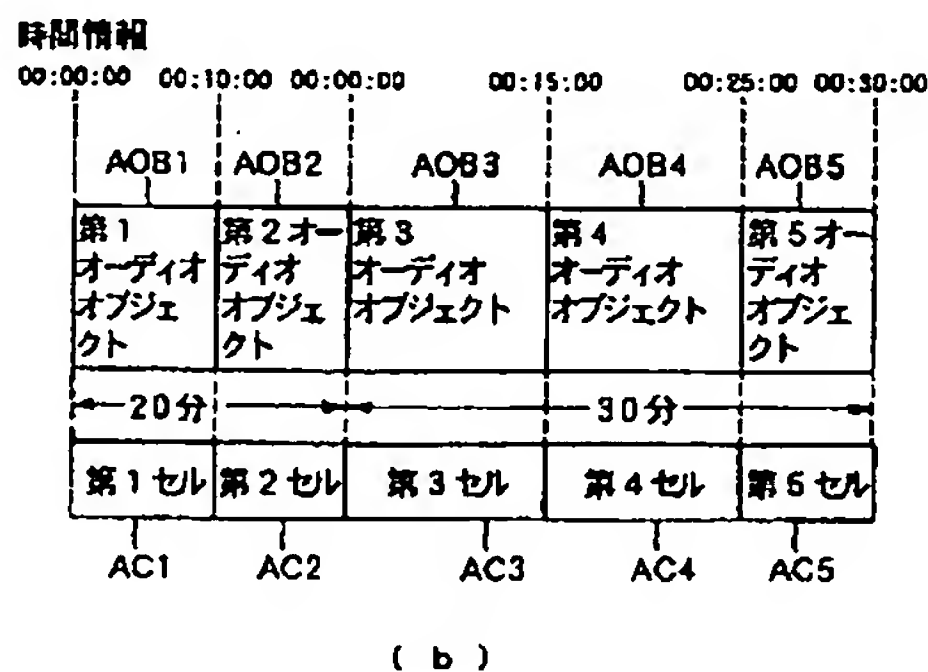 時間情報
00:00:00 00:10:00 00:00:00 00:15:00 00:25:00 00:30:00
AOB1 AOB2 AOB3 AOB4 AOB5
第1
オーディオ
オブジェ
クト
第2オー
ディオ
オブジェ
クト
第3
オーディオ
オブジェクト
第4
オーディオ
オブジェクト
第5オー
ディオ
オブジェ
クト
20分 30分
第1セル 第2セル 第3セル 第4セル 第5セル
AC1 AC2 AC3 AC4 AC5
( b )